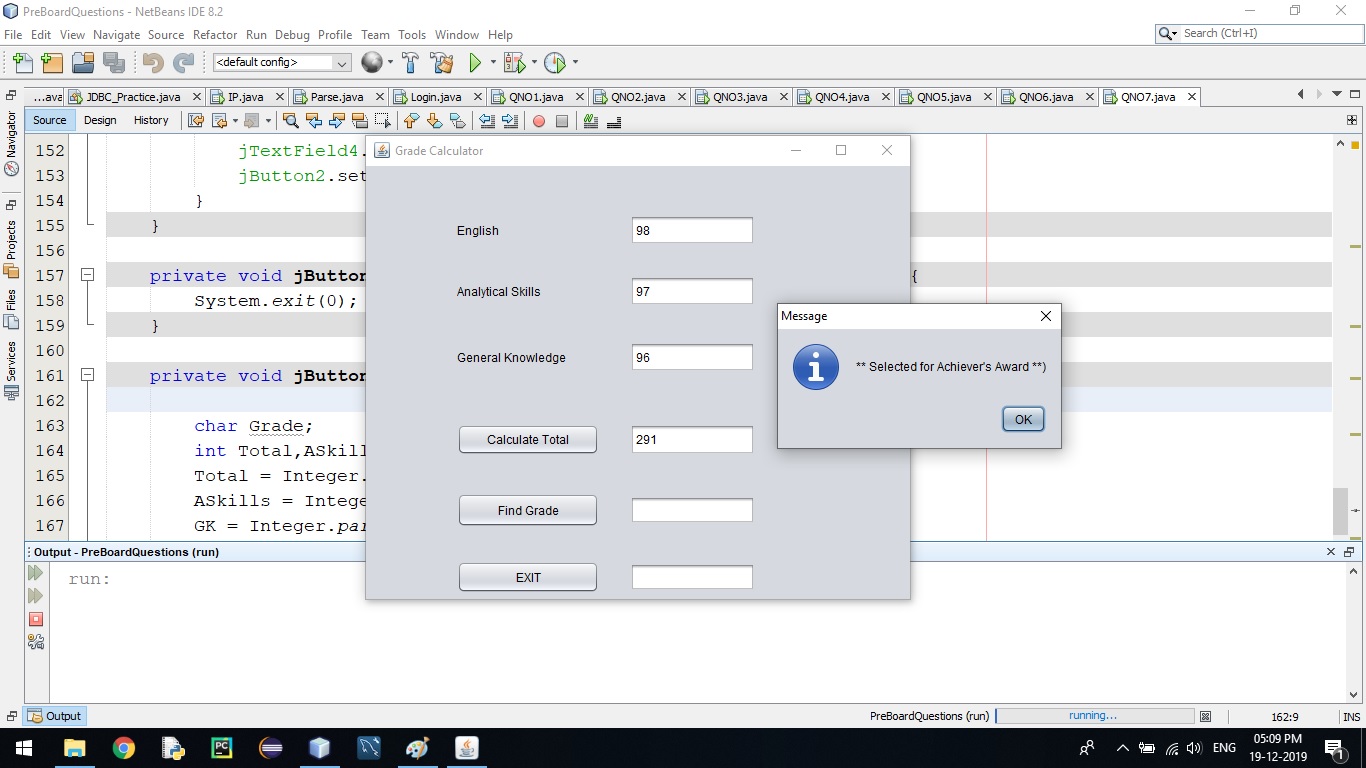 PreBoardQuestions - NetBeans IDE 8.2
File Edit View Navigate Source Refactor Run Debug Profile Team Tools Window Help
Search (Ctrl+I)
<default config>
...ava JDBC_Practice.java IP.java Parse.java Login.java QNO1.java QNO2.java QNO3.java QNO4.java QNO5.java QNO6.java QNO7.java
Source Design History
Navigator
Projects
Files
Services
152 jTextField4.
153 jButton2.set
154 }
155 }
156
157 private void jButton {
158 System.exit(0);
159 }
160
161 private void jButton
162
163 char Grade;
164 int Total,ASkill
165 Total = Integer.
166 ASkills = Intege
167 GK = Integer.par
Grade Calculator
English 98
Analytical Skills 97
General Knowledge 96
Calculate Total 291
Find Grade
EXIT
Message
** Selected for Achiever's Award **)
OK
Output - PreBoardQuestions (run)
run:
Output
PreBoardQuestions (run) running... 162:9 INS
PC
ENG
05:09 PM
19-12-2019
1